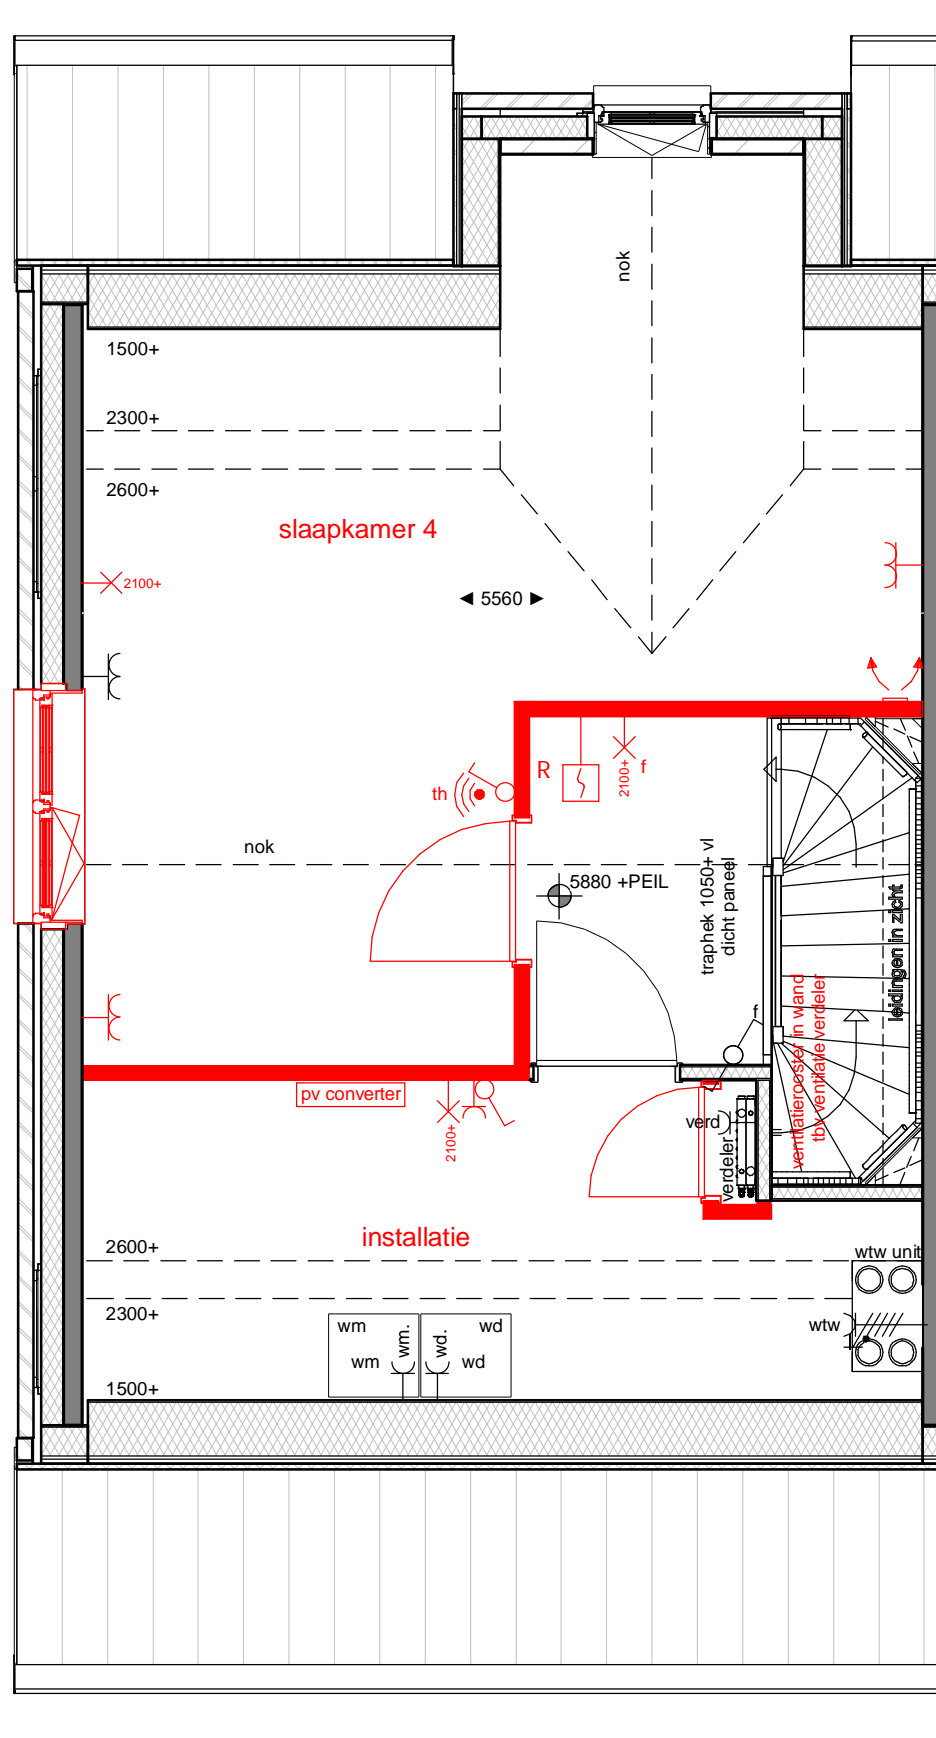 nok
1500+
2300+
2600+
slaapkamer 4
2100+
◄ 5560 ►
R
2100+
f
th
nok
5880 +PEIL
traphek 1050+ vl
dicht paneel
leidingen in zicht
ventilatierooster in wand
tbv ventilatie verdeler
f
pv converter
2100+
verd
verdeler
installatie
2600+
wtw unit
2300+
wm
wm.
wd.
wd
wtw
wm
wd
1500+